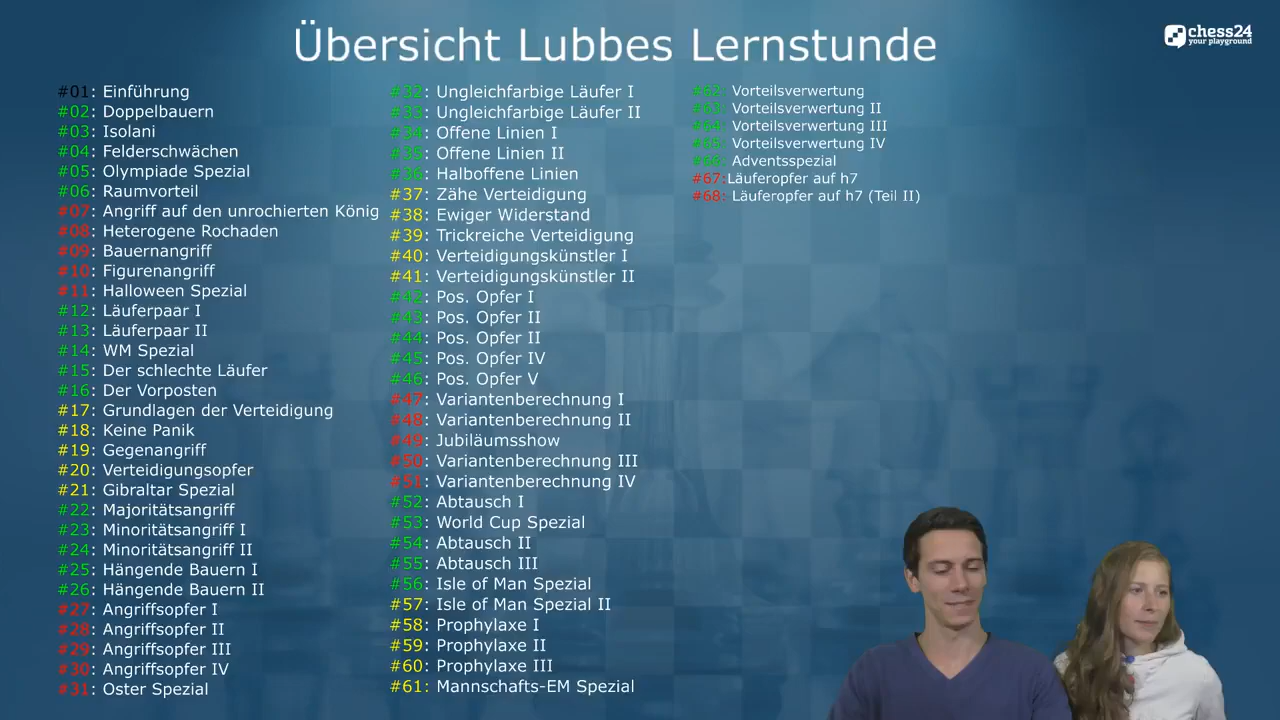 Übersicht Lubbes Lernstunde
chess24
your playground
#01: Einführung
#02: Doppelbauern
#03: Isolani
#04: Felderschwächen
#05: Olympiade Spezial
#06: Raumvorteil
#07: Angriff auf den unrochierten König
#08: Heterogene Rochaden
#09: Bauernangriff
#10: Figurenangriff
#11: Halloween Spezial
#12: Läuferpaar I
#13: Läuferpaar II
#14: WM Spezial
#15: Der schlechte Läufer
#16: Der Vorposten
#17: Grundlagen der Verteidigung
#18: Keine Panik
#19: Gegenangriff
#20: Verteidigungsopfer
#21: Gibraltar Spezial
#22: Majoritätsangriff
#23: Minoritätsangriff I
#24: Minoritätsangriff II
#25: Hängende Bauern I
#26: Hängende Bauern II
#27: Angriffsopfer I
#28: Angriffsopfer II
#29: Angriffsopfer III
#30: Angriffsopfer IV
#31: Oster Spezial
#32: Ungleichfarbige Läufer I
#33: Ungleichfarbige Läufer II
#34: Offene Linien I
#35: Offene Linien II
#36: Halboffene Linien
#37: Zähe Verteidigung
#38: Ewiger Widerstand
#39: Trickreiche Verteidigung
#40: Verteidigungskünstler I
#41: Verteidigungskünstler II
#42: Pos. Opfer I
#43: Pos. Opfer II
#44: Pos. Opfer II
#45: Pos. Opfer IV
#46: Pos. Opfer V
#47: Variantenberechnung I
#48: Variantenberechnung II
#49: Jubiläumsshow
#50: Variantenberechnung III
#51: Variantenberechnung IV
#52: Abtausch I
#53: World Cup Spezial
#54: Abtausch II
#55: Abtausch III
#56: Isle of Man Spezial
#57: Isle of Man Spezial II
#58: Prophylaxe I
#59: Prophylaxe II
#60: Prophylaxe III
#61: Mannschafts-EM Spezial
#62: Vorteilsverwertung
#63: Vorteilsverwertung II
#64: Vorteilsverwertung III
#65: Vorteilsverwertung IV
#66: Adventsspezial
#67:Läuferopfer auf h7
#68: Läuferopfer auf h7 (Teil II)